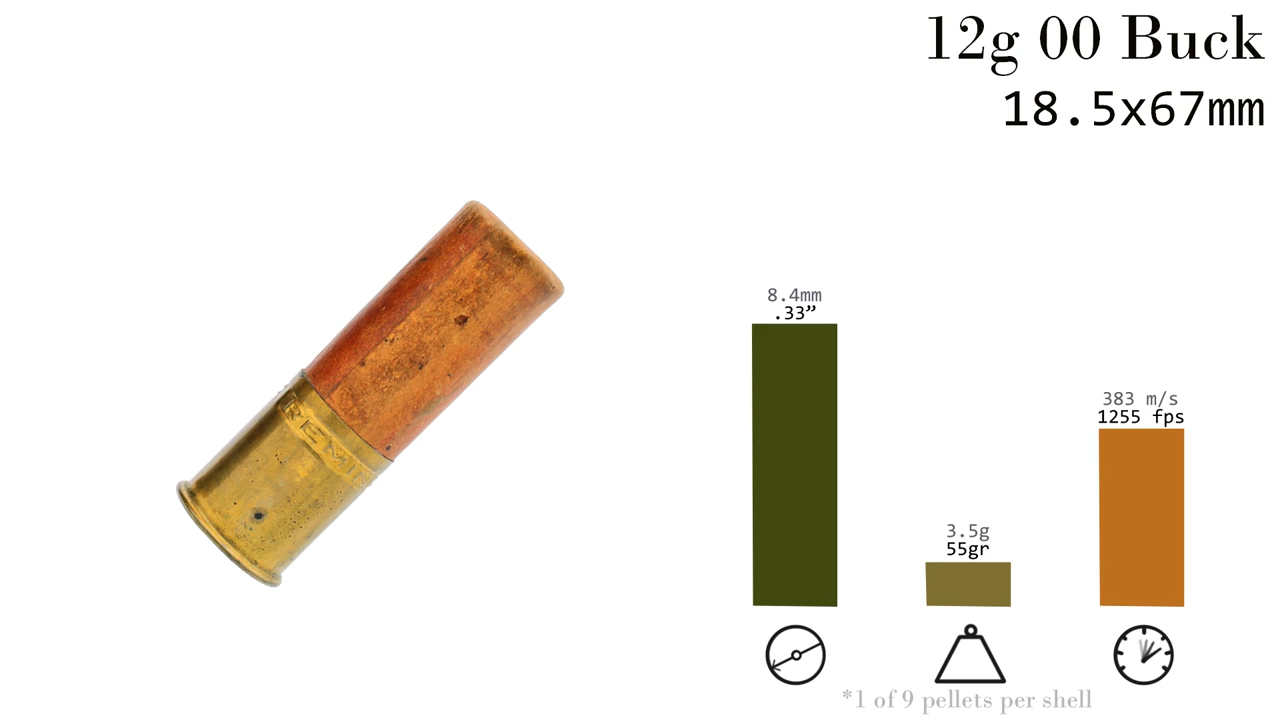 12g 00 Buck
18.5x67mm
8.4mm
.33”
383 m/s
1255 fps
3.5g
55gr
REMIN
*1 of 9 pellets per shell